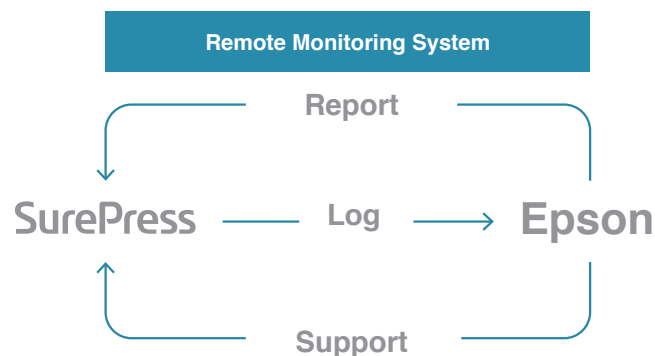 Remote Monitoring System
Report
SurePress
Log
Epson
Support